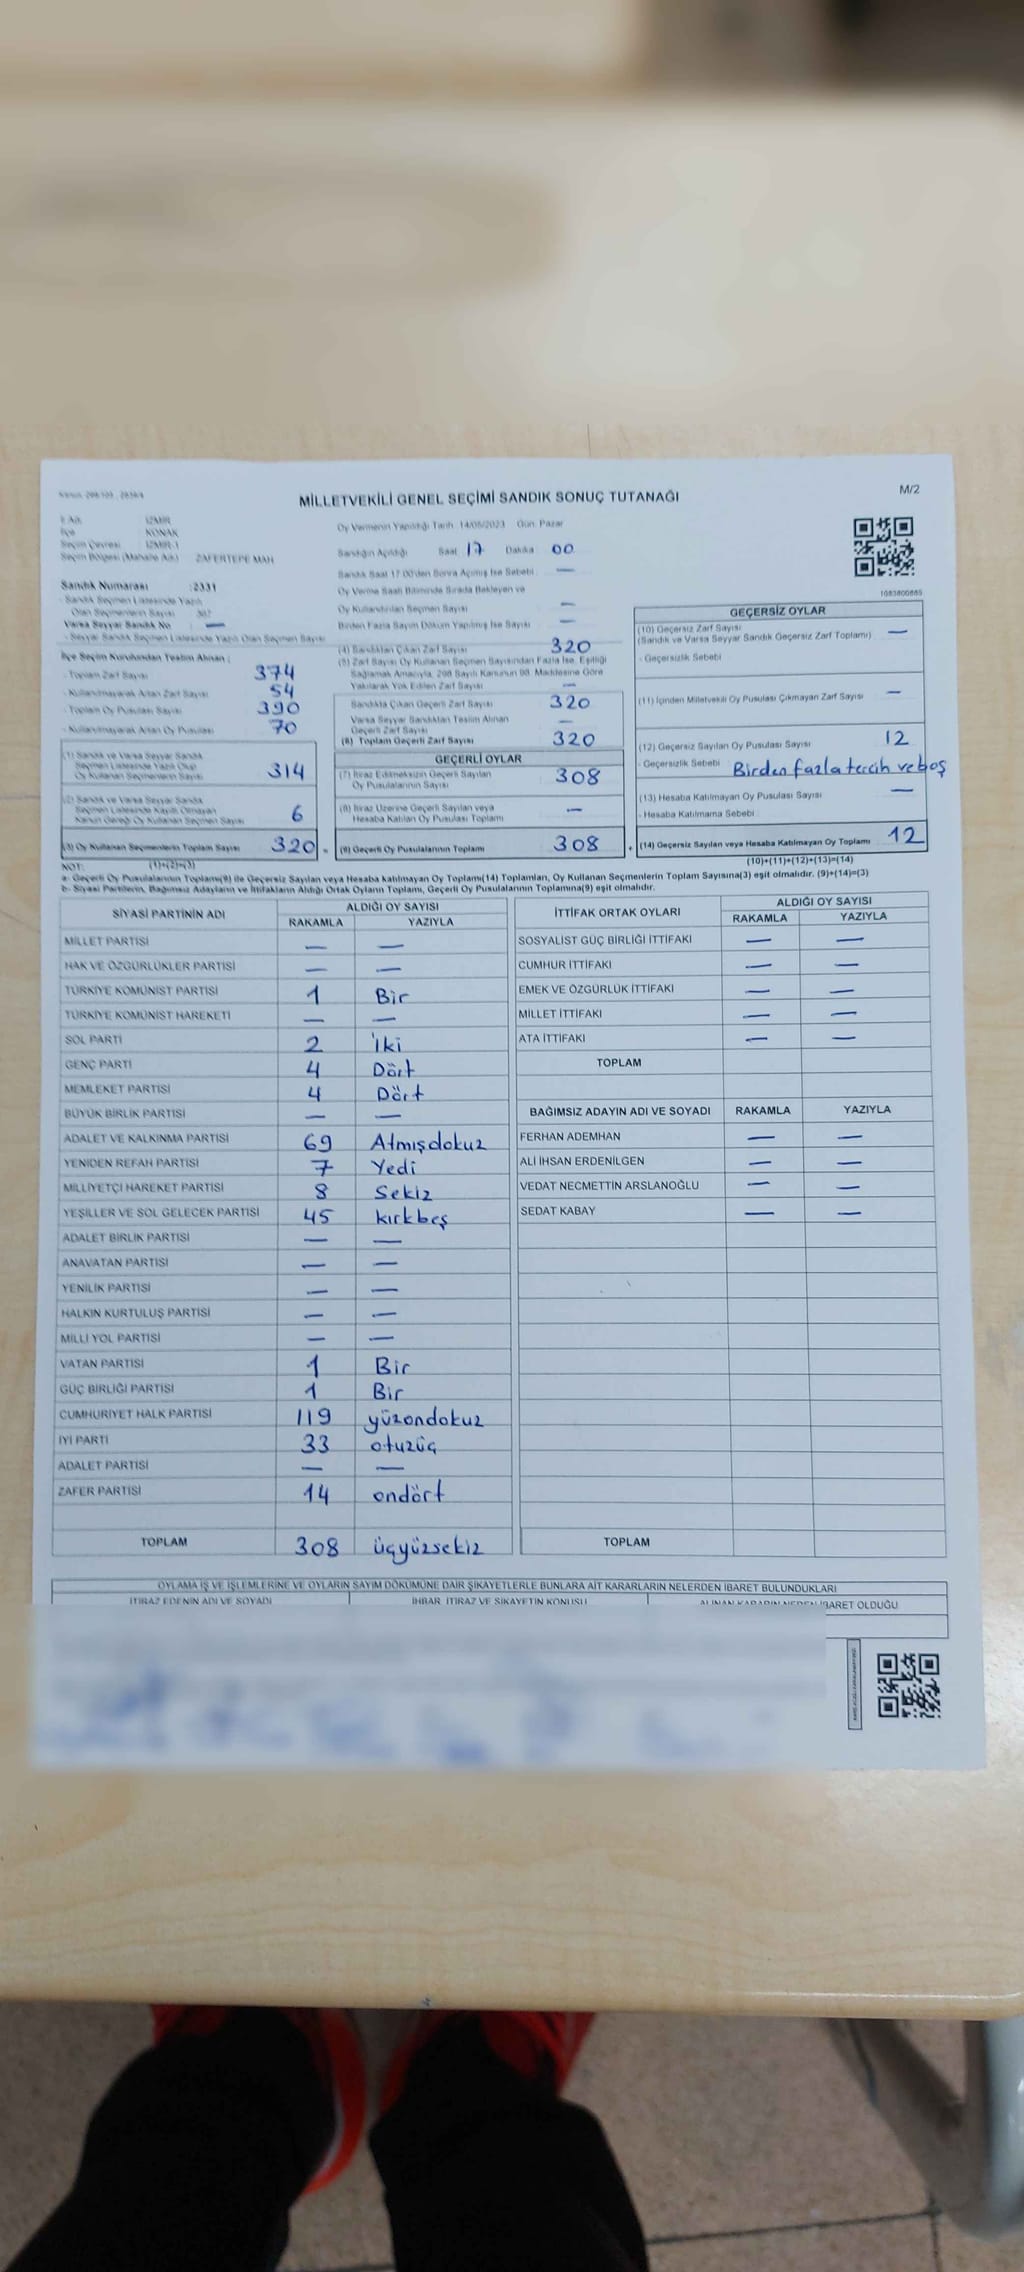 Kanun: 298/105 , 2839/4
MİLLETVEKİLİ GENEL SEÇİMİ SANDIK SONUÇ TUTANAĞI
M/2
İl Adı : İZMİR
İlçe : KONAK
Seçim Çevresi : İZMİR-1
Seçim Bölgesi (Mahalle Adı) : ZAFERTEPE MAH
Sandık Numarası :2331
- Sandık Seçmen Listesinde Yazılı
Olan Seçmenlerin Sayısı
Varsa Seyyar Sandık No : —
- Seyyar Sandık Seçmen Listesinde Yazılı Olan Seçmen Sayısı
İlçe Seçim Kurulundan Teslim Alınan ;
- Toplam Zarf Sayısı 374
- Kullanılmayarak Artan Zarf Sayısı 54
- Toplam Oy Pusulası Sayısı 390
- Kullanılmayarak Artan Oy Pusulası 70
(1) Sandık ve Varsa Seyyar Sandık
Seçmen Listesinde Yazılı Olup
Oy Kullanan Seçmenlerin Sayısı 314
(2) Sandık ve Varsa Seyyar Sandık
Seçmen Listesinde Kayıtlı Olmayan
Kanun Gereği Oy Kullanan Seçmen Sayısı 6
(3) Oy Kullanan Seçmenlerin Toplam Sayısı 320 =
(1)+(2)=(3)
Oy Vermenin Yapıldığı Tarih: 14/05/2023 Gün: Pazar
Sandığın Açıldığı Saat 17 Dakika 00
Sandık Saat 17:00'den Sonra Açılmış İse Sebebi : —
Oy Verme Saati Bitiminde Sırada Bekleyen ve
Oy Kullandırılan Seçmen Sayısı —
Birden Fazla Sayım Döküm Yapılmış İse Sayısı —
(4) Sandıktan Çıkan Zarf Sayısı 320
(5) Zarf Sayısı Oy Kullanan Seçmen Sayısından Fazla İse, Eşitliği
Sağlamak Amacıyla, 298 Sayılı Kanunun 98. Maddesine Göre
Yakılarak Yok Edilen Zarf Sayısı —
Sandıkta Çıkan Geçerli Zarf Sayısı 320
Varsa Seyyar Sandıktan Teslim Alınan
Geçerli Zarf Sayısı —
(6) Toplam Geçerli Zarf Sayısı 320
GEÇERLİ OYLAR
(7) İtiraz Edilmeksizin Geçerli Sayılan
Oy Pusulalarının Sayısı 308
(8) İtiraz Üzerine Geçerli Sayılan veya
Hesaba Katılan Oy Pusulası Toplamı —
(9) Geçerli Oy Pusulalarının Toplamı 308 +
1083800885
GEÇERSİZ OYLAR
(10) Geçersiz Zarf Sayısı
(Sandık ve Varsa Seyyar Sandık Geçersiz Zarf Toplamı) —
- Geçersizlik Sebebi
(11) İçinden Milletvekili Oy Pusulası Çıkmayan Zarf Sayısı —
(12) Geçersiz Sayılan Oy Pusulası Sayısı 12
- Geçersizlik Sebebi Birden fazla tercih ve boş
(13) Hesaba Katılmayan Oy Pusulası Sayısı —
- Hesaba Katılmama Sebebi
(14) Geçersiz Sayılan veya Hesaba Katılmayan Oy Toplamı 12
(10)+(11)+(12)+(13)=(14)
NOT:
a- Geçerli Oy Pusulalarının Toplamı(9) ile Geçersiz Sayılan veya Hesaba katılmayan Oy Toplamı(14) Toplamları, Oy Kullanan Seçmenlerin Toplam Sayısına(3) eşit olmalıdır. (9)+(14)=(3)
b- Siyasi Partilerin, Bağımsız Adayların ve İttifakların Aldığı Ortak Oyların Toplamı, Geçerli Oy Pusulalarının Toplamına(9) eşit olmalıdır.
SİYASİ PARTİNİN ADI ALDIĞI OY SAYISI
RAKAMLA YAZIYLA
MİLLET PARTİSİ — —
HAK VE ÖZGÜRLÜKLER PARTİSİ — —
TÜRKİYE KOMÜNİST PARTİSİ 1 Bir
TÜRKİYE KOMÜNİST HAREKETİ — —
SOL PARTİ 2 İki
GENÇ PARTİ 4 Dört
MEMLEKET PARTİSİ 4 Dört
BÜYÜK BİRLİK PARTİSİ — —
ADALET VE KALKINMA PARTİSİ 69 Atmışdokuz
YENİDEN REFAH PARTİSİ 7 Yedi
MİLLİYETÇİ HAREKET PARTİSİ 8 Sekiz
YEŞİLLER VE SOL GELECEK PARTİSİ 45 kırkbeş
ADALET BİRLİK PARTİSİ — —
ANAVATAN PARTİSİ — —
YENİLİK PARTİSİ — —
HALKIN KURTULUŞ PARTİSİ — —
MİLLİ YOL PARTİSİ — —
VATAN PARTİSİ 1 Bir
GÜÇ BİRLİĞİ PARTİSİ 1 Bir
CUMHURİYET HALK PARTİSİ 119 yüzondokuz
İYİ PARTİ 33 otuzüç
ADALET PARTİSİ — —
ZAFER PARTİSİ 14 ondört
TOPLAM 308 üçyüzsekiz
İTTİFAK ORTAK OYLARI ALDIĞI OY SAYISI
RAKAMLA YAZIYLA
SOSYALİST GÜÇ BİRLİĞİ İTTİFAKI — —
CUMHUR İTTİFAKI — —
EMEK VE ÖZGÜRLÜK İTTİFAKI — —
MİLLET İTTİFAKI — —
ATA İTTİFAKI — —
TOPLAM
BAĞIMSIZ ADAYIN ADI VE SOYADI RAKAMLA YAZIYLA
FERHAN ADEMHAN — —
ALİ İHSAN ERDENİLGEN — —
VEDAT NECMETTİN ARSLANOĞLU — —
SEDAT KABAY — —
TOPLAM
OYLAMA İŞ VE İŞLEMLERİNE VE OYLARIN SAYIM DÖKÜMÜNE DAİR ŞİKAYETLERLE BUNLARA AİT KARARLARIN NELERDEN İBARET BULUNDUKLARI
İTİRAZ EDENİN ADI VE SOYADI İHBAR, İTİRAZ VE ŞİKAYETİN KONUSU ALINAN KARARIN NEDEN İBARET OLDUĞU